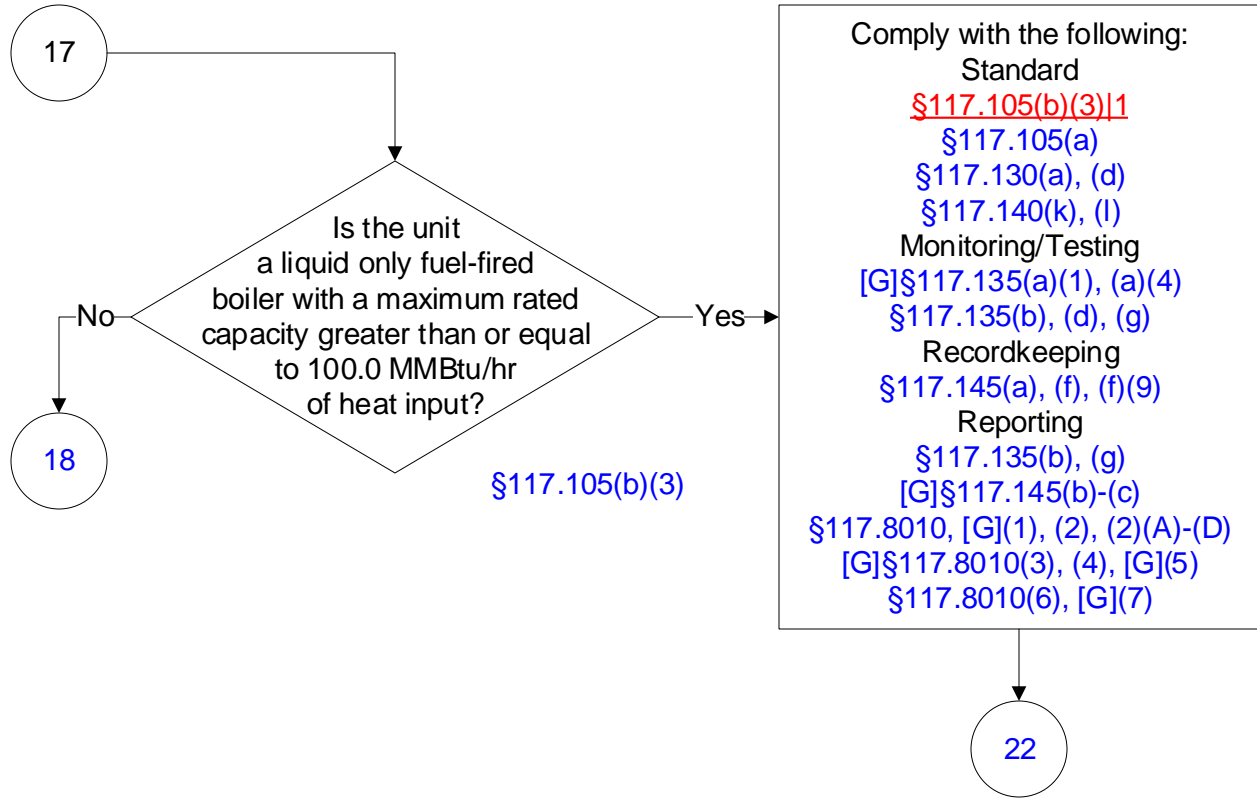 17
Is the unit
a liquid only fuel-fired
boiler with a maximum rated
capacity greater than or equal
to 100.0 MMBtu/hr
of heat input?
No
Yes
18
§117.105(b)(3)
Comply with the following:
Standard
§117.105(b)(3)|1
§117.105(a)
§117.130(a), (d)
§117.140(k), (l)
Monitoring/Testing
[G]§117.135(a)(1), (a)(4)
§117.135(b), (d), (g)
Recordkeeping
§117.145(a), (f), (f)(9)
Reporting
§117.135(b), (g)
[G]§117.145(b)-(c)
§117.8010, [G](1), (2), (2)(A)-(D)
[G]§117.8010(3), (4), [G](5)
§117.8010(6), [G](7)
22